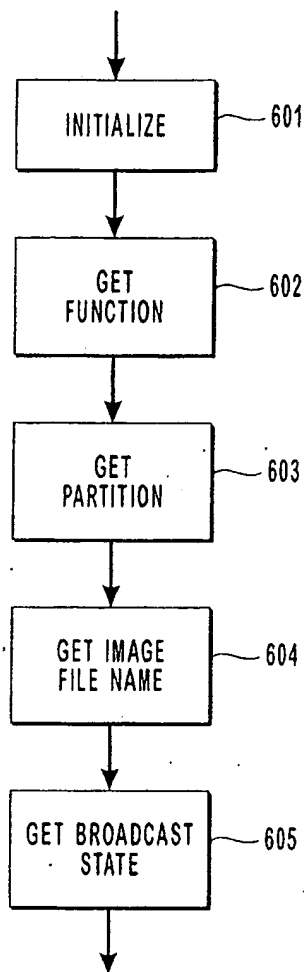 INITIALIZE
601
GET
FUNCTION
602
GET
PARTITION
603
GET IMAGE
FILE NAME
604
GET BROADCAST
STATE
605